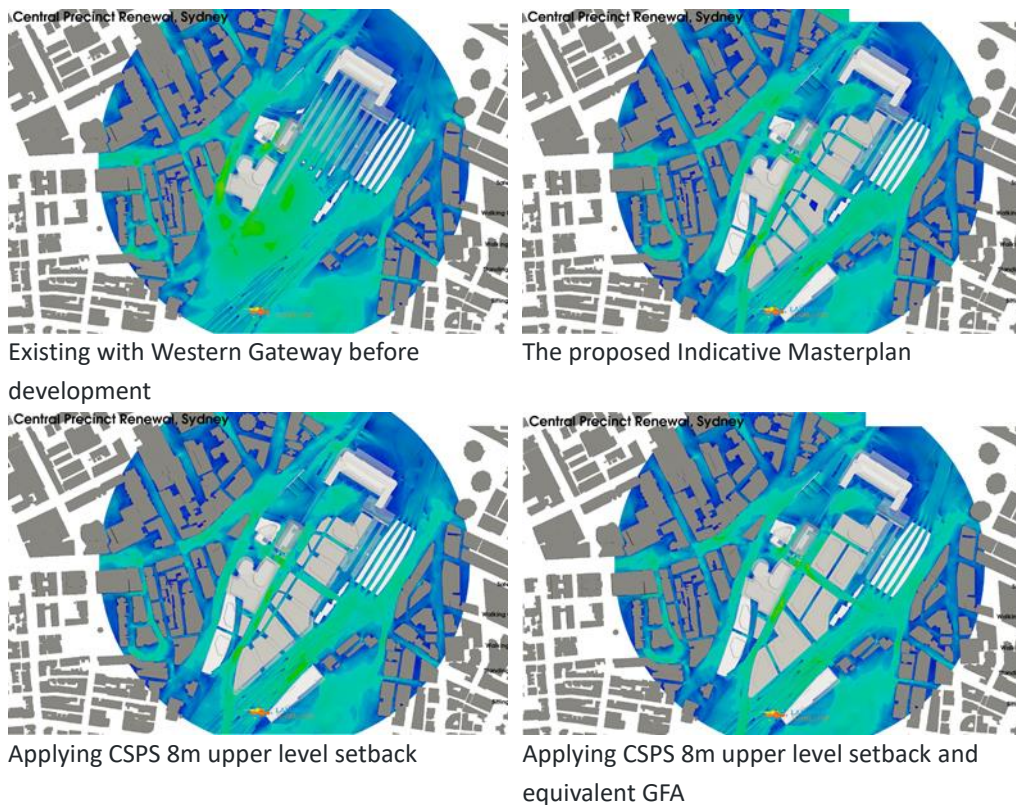 Central Precinct Renewal, Sydney
Central Precinct Renewal, Sydney
Existing with Western Gateway before
development
The proposed Indicative Masterplan
Central Precinct Renewal, Sydney
Central Precinct Renewal, Sydney
Applying CSPS 8m upper level setback
Applying CSPS 8m upper level setback and
equivalent GFA